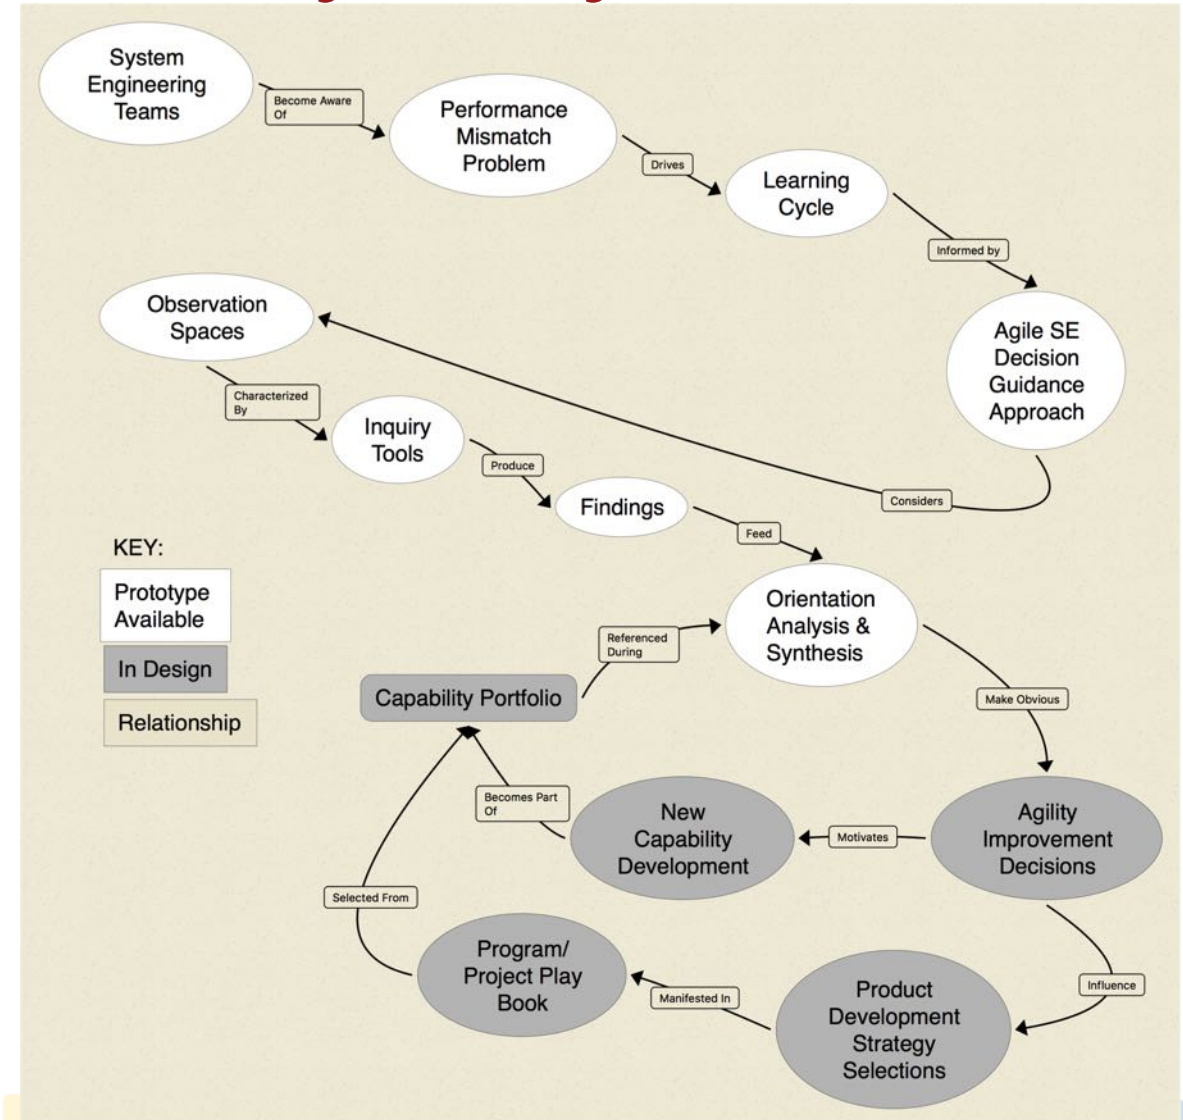 System
Engineering
Teams
Become Aware
Of
Performance
Mismatch
Problem
Drives
Learning
Cycle
Informed by
Agile SE
Decision
Guidance
Approach
Considers
Observation
Spaces
Characterized
By
Inquiry
Tools
Produce
Findings
Feed
Orientation
Analysis &
Synthesis
Referenced
During
Capability Portfolio
Make Obvious
Agility
Improvement
Decisions
Motivates
New
Capability
Development
Becomes Part
Of
Influence
Product
Development
Strategy
Selections
Manifested In
Program/
Project Play
Book
Selected From
KEY:
Prototype
Available
In Design
Relationship